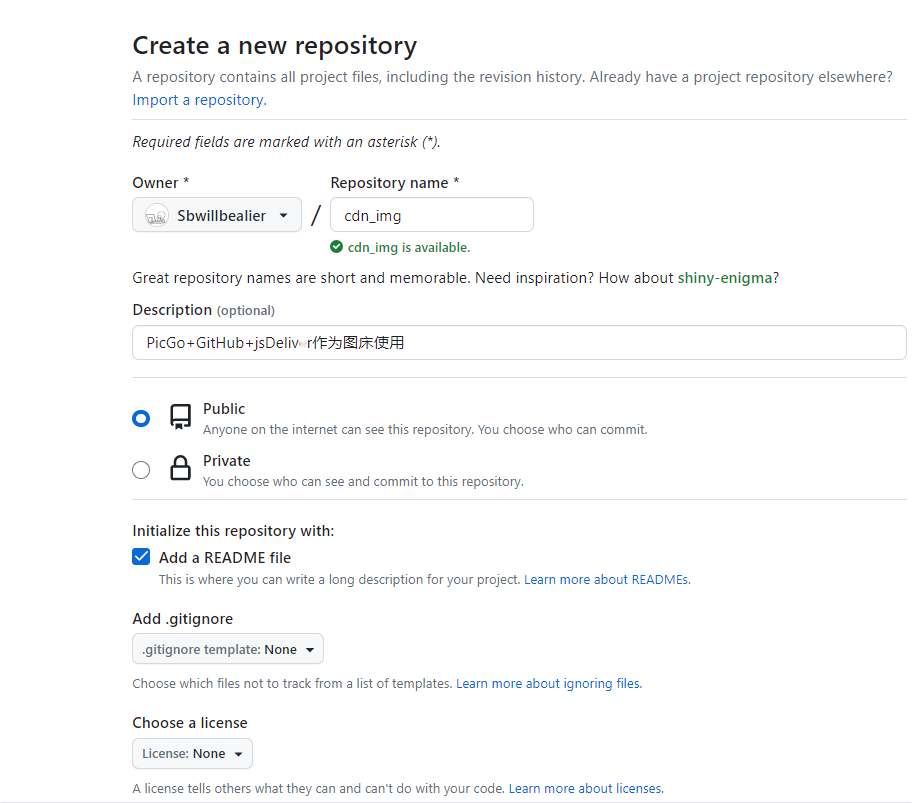 Create a new repository
A repository contains all project files, including the revision history. Already have a project repository elsewhere?
Import a repository.
Required fields are marked with an asterisk (*).
Owner *
Repository name *
Sbwillbealier
/
cdn_img
cdn_img is available.
Great repository names are short and memorable. Need inspiration? How about shiny-enigma?
Description (optional)
PicGo+GitHub+jsDeliver作为图床使用
Public
Anyone on the internet can see this repository. You choose who can commit.
Private
You choose who can see and commit to this repository.
Initialize this repository with:
Add a README file
This is where you can write a long description for your project. Learn more about READMEs.
Add .gitignore
.gitignore template: None
Choose which files not to track from a list of templates. Learn more about ignoring files.
Choose a license
License: None
A license tells others what they can and can't do with your code. Learn more about licenses.